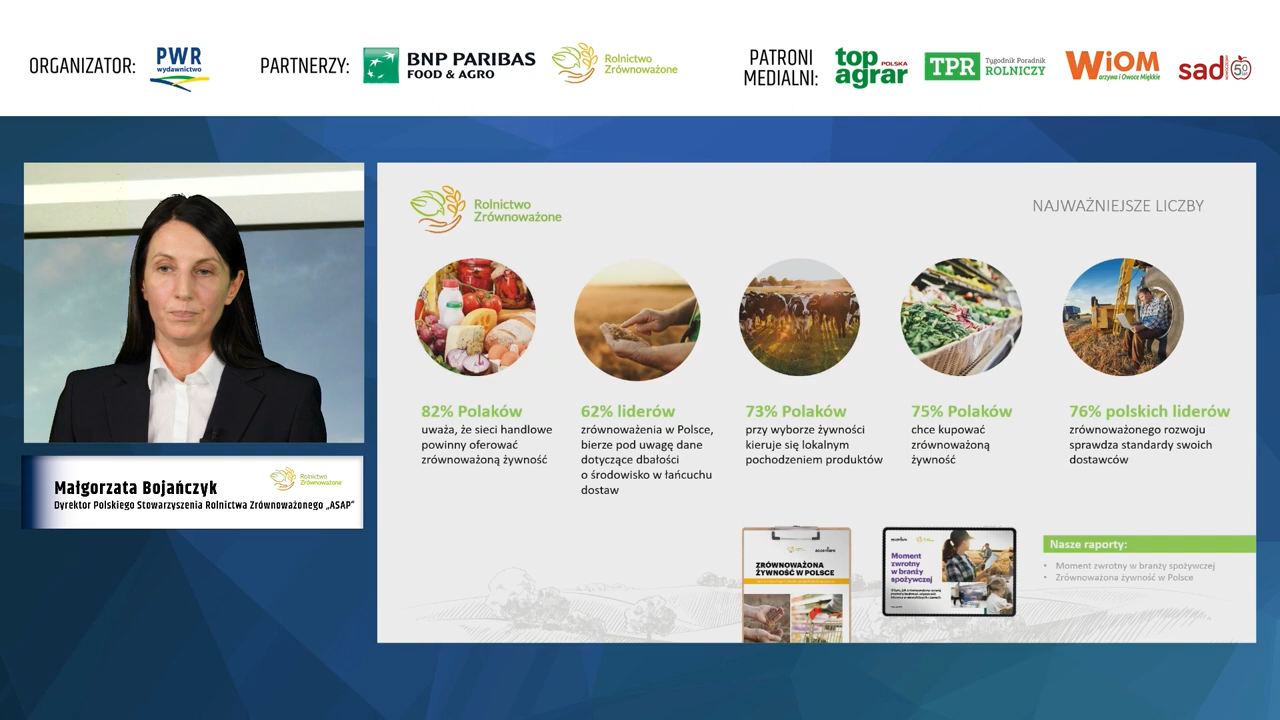 ORGANIZATOR:
PWR
wydawnictwo
PARTNERZY:
BNP PARIBAS
FOOD & AGRO
Rolnictwo
Zrównoważone
PATRONI
MEDIALNI:
top
agrar
POLSKA
TPR
Tygodnik Poradnik
ROLNICZY
WiOM
arzywa i Owoce Miękkie
sad
Rolnictwo
Zrównoważone
NAJWAŻNIEJSZE LICZBY
82% Polaków
uważa, że sieci handlowe
powinny oferować
zrównoważoną żywność
62% liderów
zrównoważenia w Polsce,
bierze pod uwagę dane
dotyczące dbałości
o środowisko w łańcuchu
dostaw
73% Polaków
przy wyborze żywności
kieruje się lokalnym
pochodzeniem produktów
75% Polaków
chce kupować
zrównoważoną
żywność
76% polskich liderów
zrównoważonego rozwoju
sprawdza standardy swoich
dostawców
Małgorzata Bojańczyk
Rolnictwo
Zrównoważone
Dyrektor Polskiego Stowarzyszenia Rolnictwa Zrównoważonego „ASAP”
accenture
ZRÓWNOWAŻONA
ŻYWNOŚĆ W POLSCE
Moment
zwrotny
w branży
spożywczej
Nasze raporty:
• Moment zwrotny w branży spożywczej
• Zrównoważona żywność w Polsce